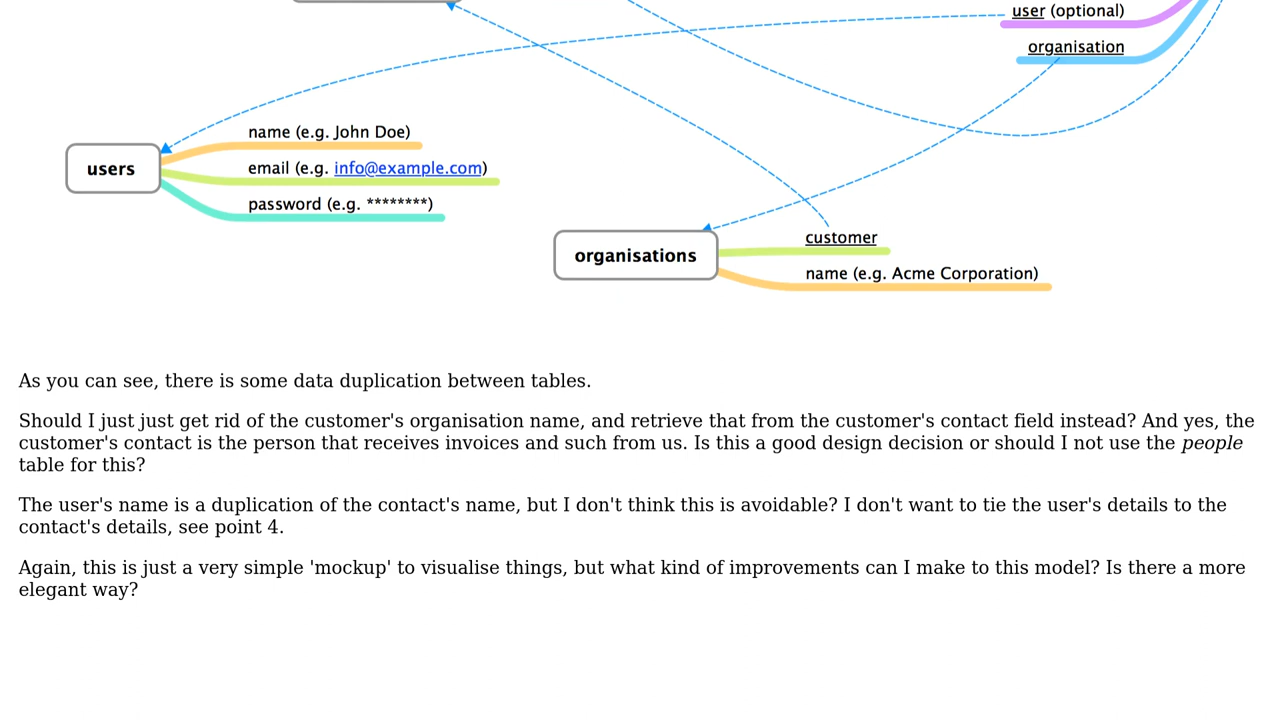 user (optional)
organisation
name (e.g. John Doe)
users
email (e.g. info@example.com)
password (e.g. ********)
customer
organisations
name (e.g. Acme Corporation)
As you can see, there is some data duplication between tables.
Should I just just get rid of the customer's organisation name, and retrieve that from the customer's contact field instead? And yes, the
customer's contact is the person that receives invoices and such from us. Is this a good design decision or should I not use the people
table for this?
The user's name is a duplication of the contact's name, but I don't think this is avoidable? I don't want to tie the user's details to the
contact's details, see point 4.
Again, this is just a very simple 'mockup' to visualise things, but what kind of improvements can I make to this model? Is there a more
elegant way?